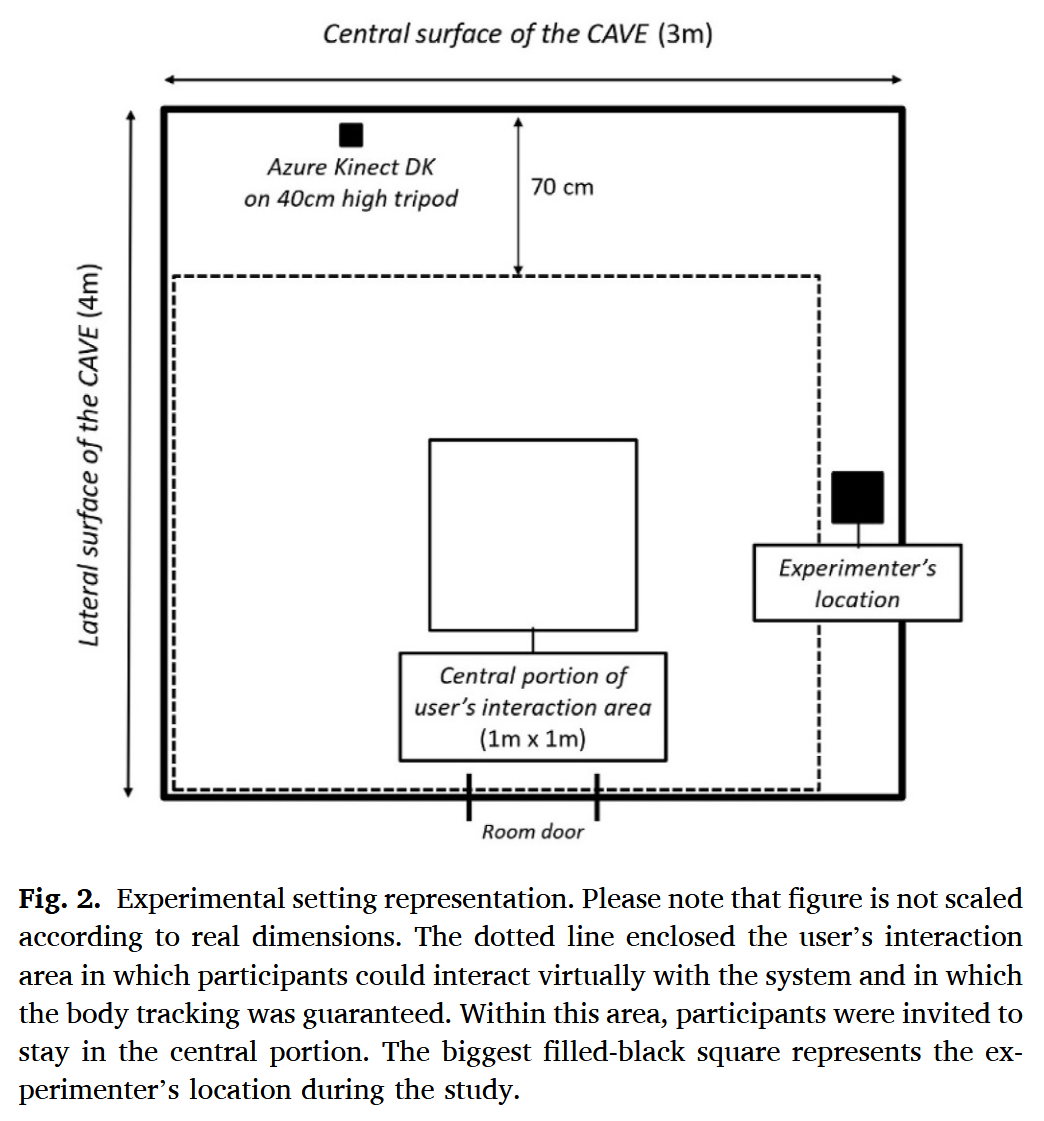 Central surface of the CAVE (3m)
Azure Kinect DK
on 40cm high tripod
70 cm
Lateral surface of the CAVE (4m)
Experimenter's
location
Central portion of
user's interaction area
(1m x 1m)
Room door
Fig. 2. Experimental setting representation. Please note that figure is not scaled
according to real dimensions. The dotted line enclosed the user's interaction
area in which participants could interact virtually with the system and in which
the body tracking was guaranteed. Within this area, participants were invited to
stay in the central portion. The biggest filled-black square represents the ex-
perimenter's location during the study.